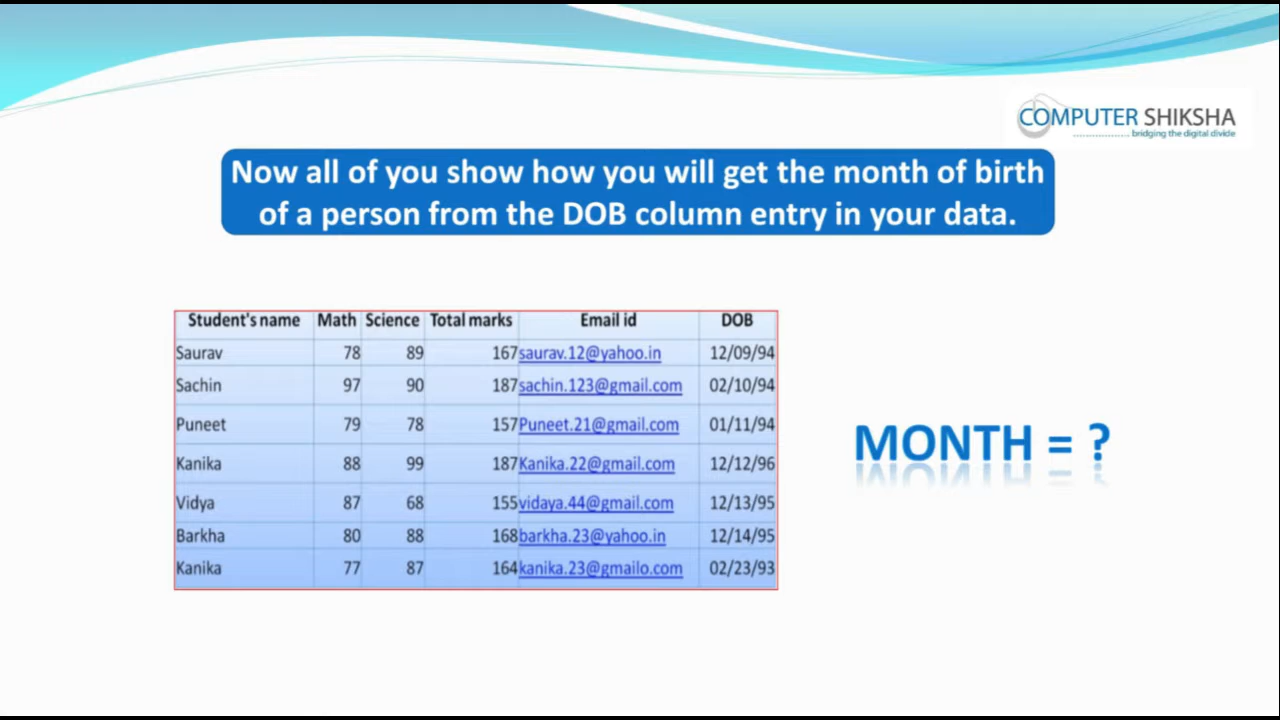 COMPUTER SHIKSHA
bridging the digital divide
Now all of you show how you will get the month of birth
of a person from the DOB column entry in your data.
Student's name Math Science Total marks Email id DOB
Saurav 78 89 167 saurav.12@yahoo.in 12/09/94
Sachin 97 90 187 sachin.123@gmail.com 02/10/94
Puneet 79 78 157 Puneet.21@gmail.com 01/11/94
Kanika 88 99 187 Kanika.22@gmail.com 12/12/96
Vidya 87 68 155 vidaya.44@gmail.com 12/13/95
Barkha 80 88 168 barkha.23@yahoo.in 12/14/95
Kanika 77 87 164 kanika.23@gmailo.com 02/23/93
MONTH = ?